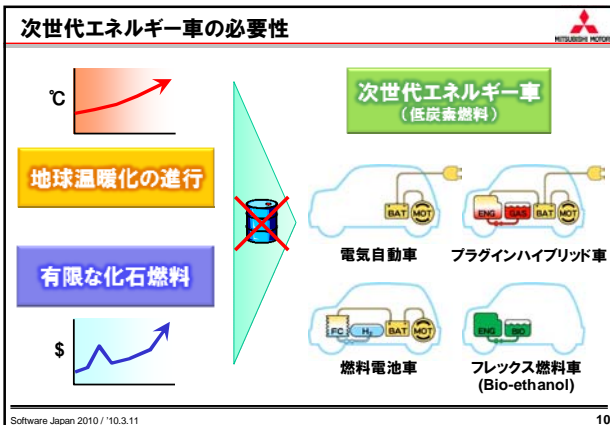 次世代エネルギー車の必要性
MITSUBISHI MOTORS
℃
地球温暖化の進行
有限な化石燃料
$
次世代エネルギー車
(低炭素燃料)
BAT MOT
電気自動車
ENG GAS BAT MOT
プラグインハイブリッド車
FC H₂ BAT MOT
燃料電池車
ENG BIO
フレックス燃料車
(Bio-ethanol)
Software Japan 2010 / '10.3.11
10